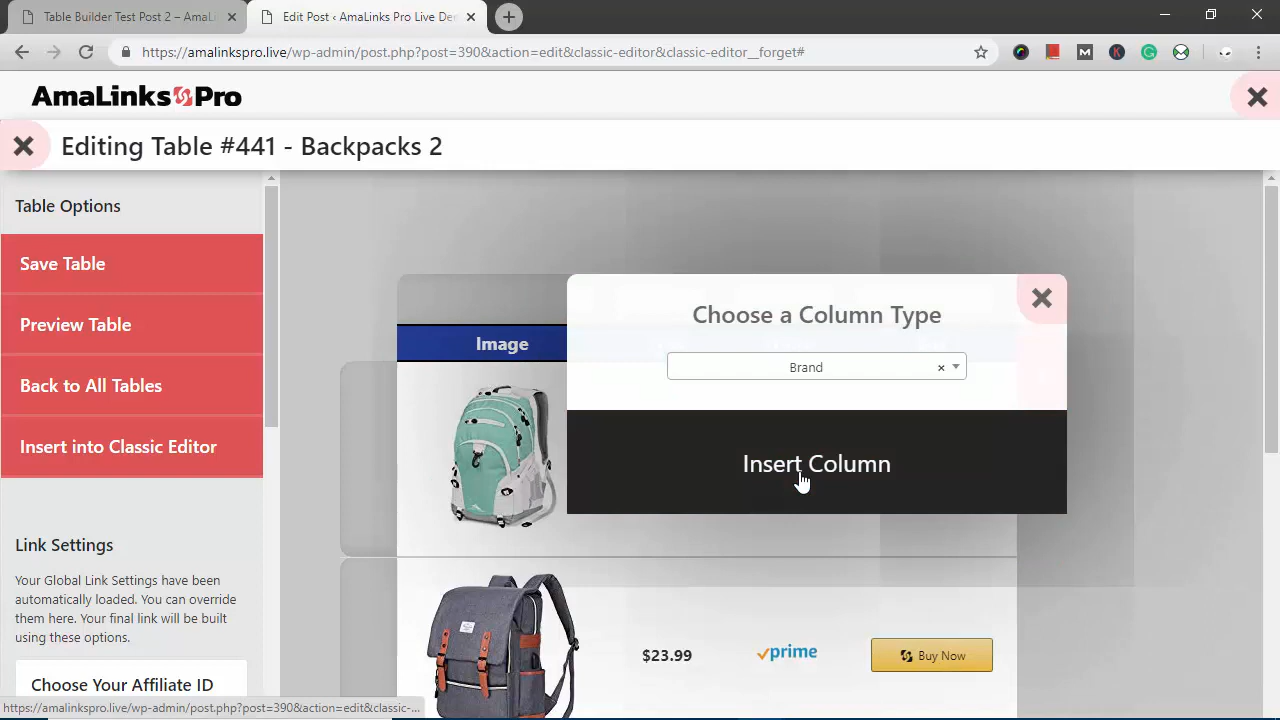 Table Builder Test Post 2 – AmaLi
Edit Post ‹ AmaLinks Pro Live Den
https://amalinkspro.live/wp-admin/post.php?post=390&action=edit&classic-editor&classic-editor__forget#
AmaLinks Pro
Editing Table #441 - Backpacks 2
Table Options
Save Table
Preview Table
Back to All Tables
Insert into Classic Editor
Link Settings
Your Global Link Settings have been
automatically loaded. You can override
them here. Your final link will be built
using these options.
Choose Your Affiliate ID
Choose a Column Type
Image
Brand
Insert Column
$23.99
prime
Buy Now
https://amalinkspro.live/wp-admin/post.php?post=390&action=edit&classic-...